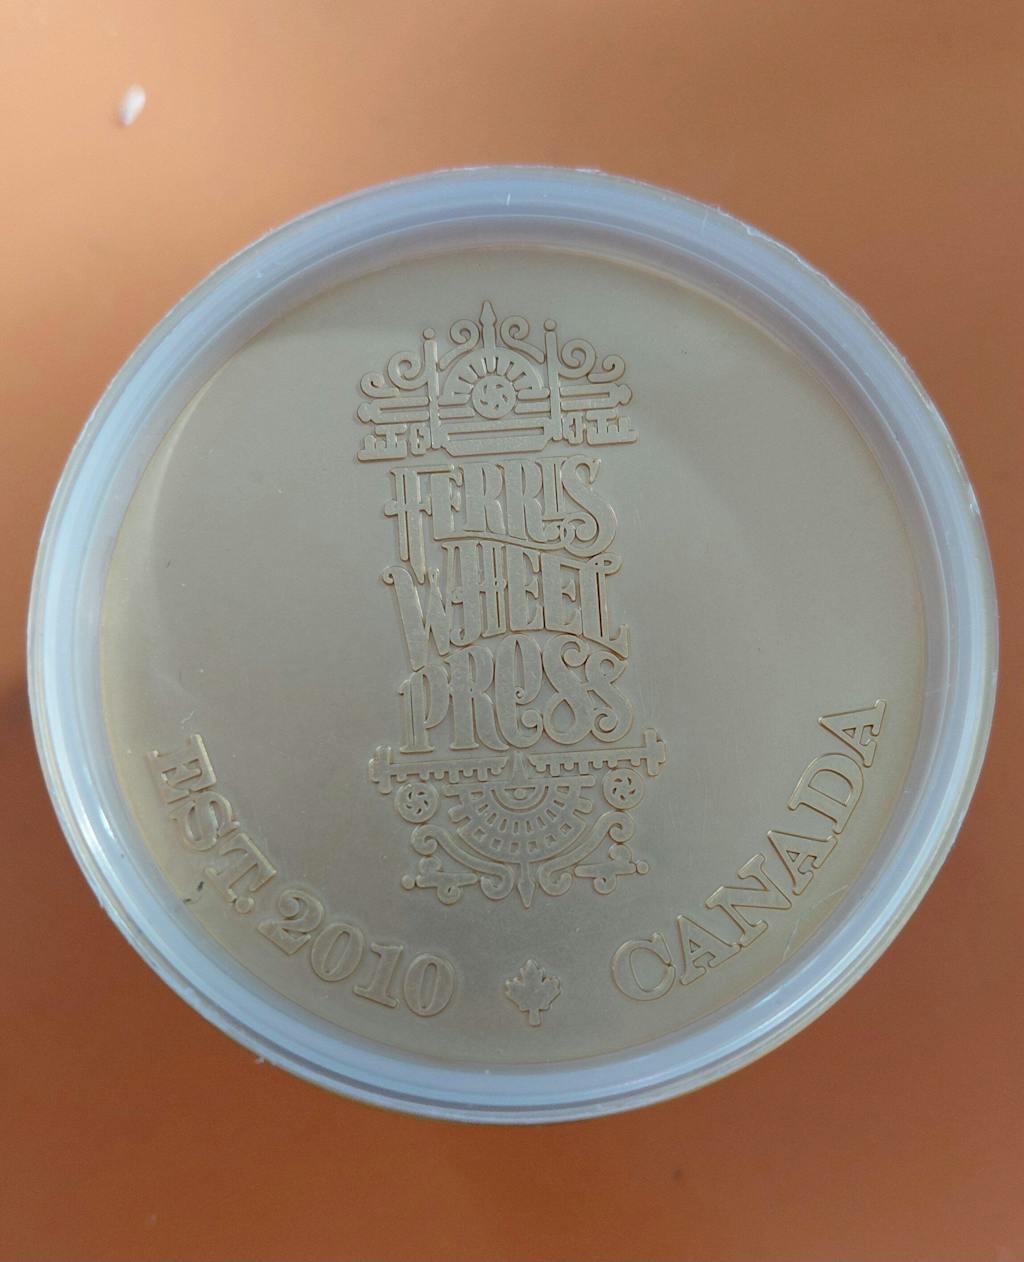 FERRIS
WHEEL
PRESS
EST. 2010
CANADA